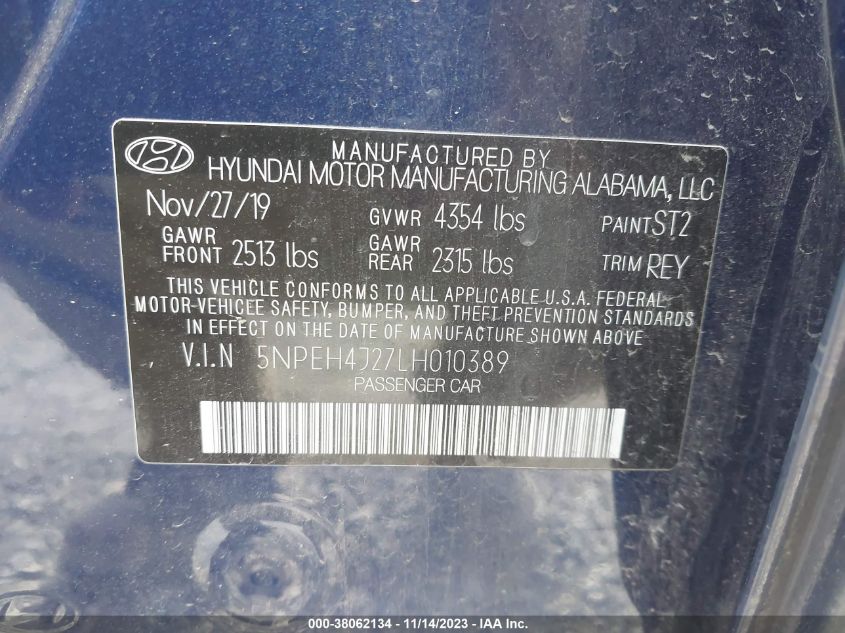 MANUFACTURED BY
HYUNDAI MOTOR MANUFACTURING ALABAMA, LLC
Nov/27/19 GVWR 4354 lbs PAINT ST2
GAWR FRONT 2513 lbs GAWR REAR 2315 lbs TRIM REY
THIS VEHICLE CONFORMS TO ALL APPLICABLE U.S.A. FEDERAL
MOTOR-VEHICLE SAFETY, BUMPER, AND THEFT PREVENTION STANDARDS
IN EFFECT ON THE DATE OF MANUFACTURE SHOWN ABOVE
V.I.N 5NPEH4J27LH010389
PASSENGER CAR
000-38062134 - 11/14/2023 - IAA Inc.